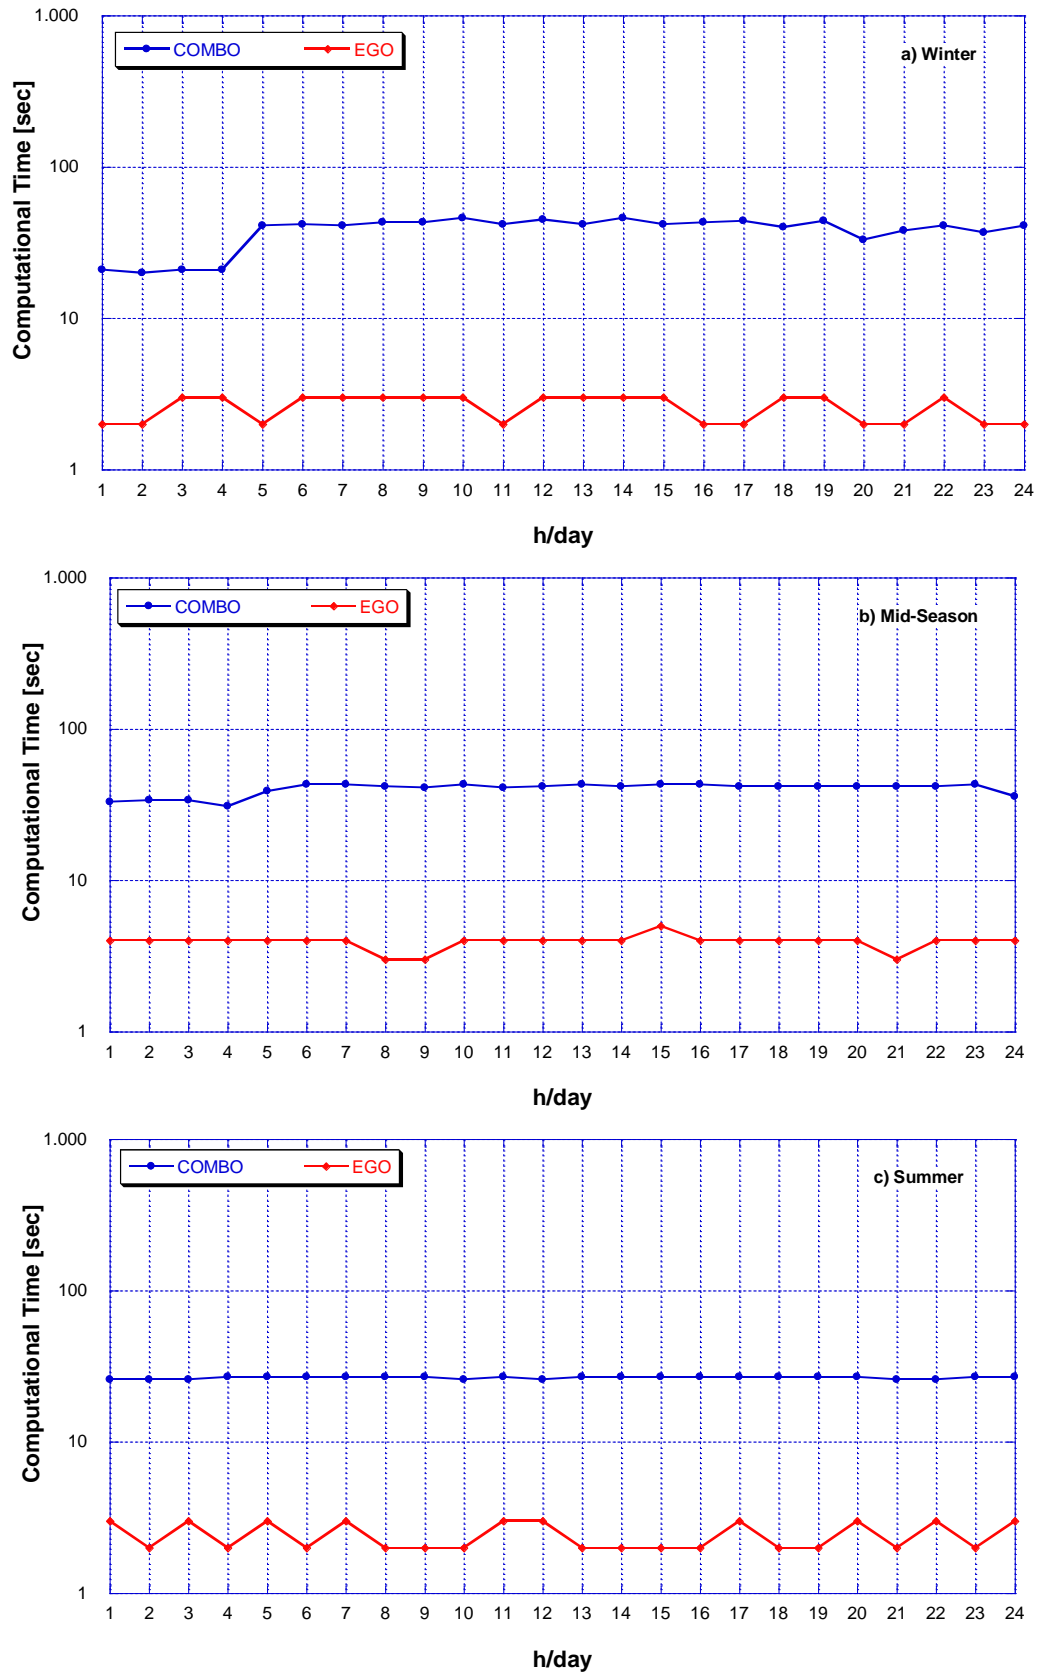 1.000
COMBO EGO
a) Winter
100
10
1
Computational Time [sec]
1 2 3 4 5 6 7 8 9 10 11 12 13 14 15 16 17 18 19 20 21 22 23 24
h/day
1.000
COMBO EGO
b) Mid-Season
100
10
1
Computational Time [sec]
1 2 3 4 5 6 7 8 9 10 11 12 13 14 15 16 17 18 19 20 21 22 23 24
h/day
1.000
COMBO EGO
c) Summer
100
10
1
Computational Time [sec]
1 2 3 4 5 6 7 8 9 10 11 12 13 14 15 16 17 18 19 20 21 22 23 24
h/day